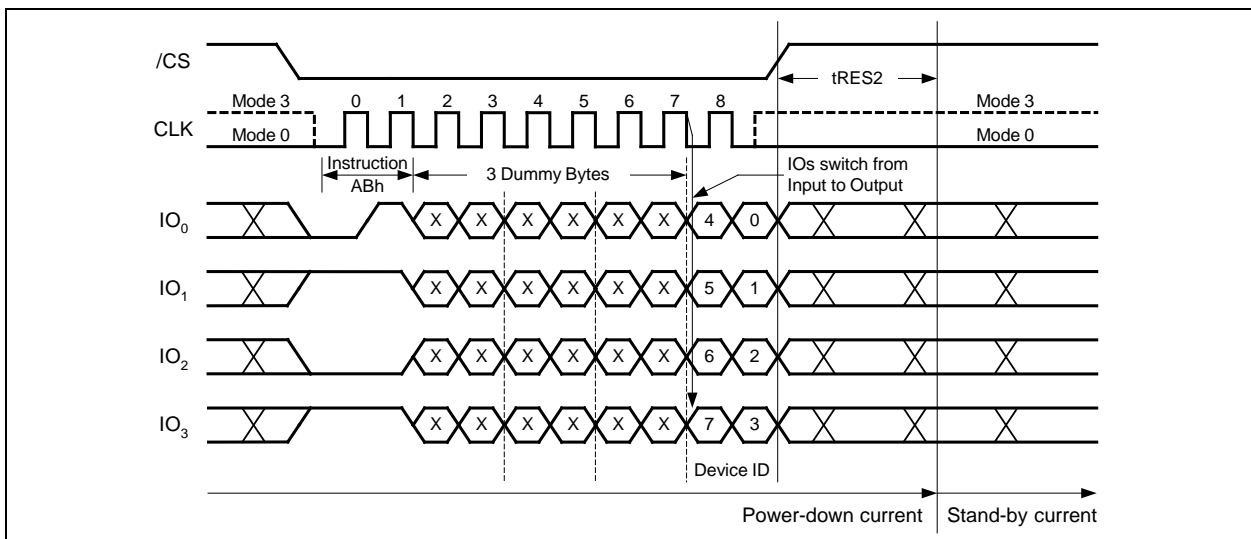 /CS
tRES2
Mode 3 0 1 2 3 4 5 6 7 8 Mode 3
CLK
Mode 0 Mode 0
Instruction
ABh
3 Dummy Bytes
IOs switch from
Input to Output
IO0 X X X X X X 4 0
IO1 X X X X X X 5 1
IO2 X X X X X X 6 2
IO3 X X X X X X 7 3
Device ID
Power-down current Stand-by current